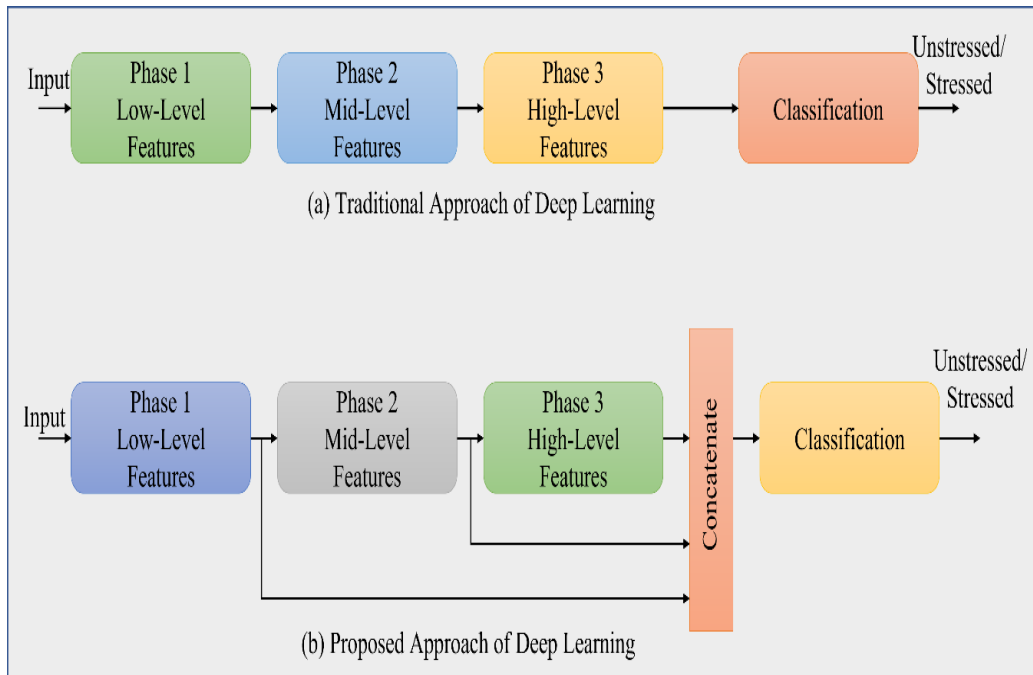 Input
Phase 1
Low-Level
Features
Phase 2
Mid-Level
Features
Phase 3
High-Level
Features
Classification
Unstressed/
Stressed
(a) Traditional Approach of Deep Learning
Input
Phase 1
Low-Level
Features
Phase 2
Mid-Level
Features
Phase 3
High-Level
Features
Concatenate
Classification
Unstressed/
Stressed
(b) Proposed Approach of Deep Learning